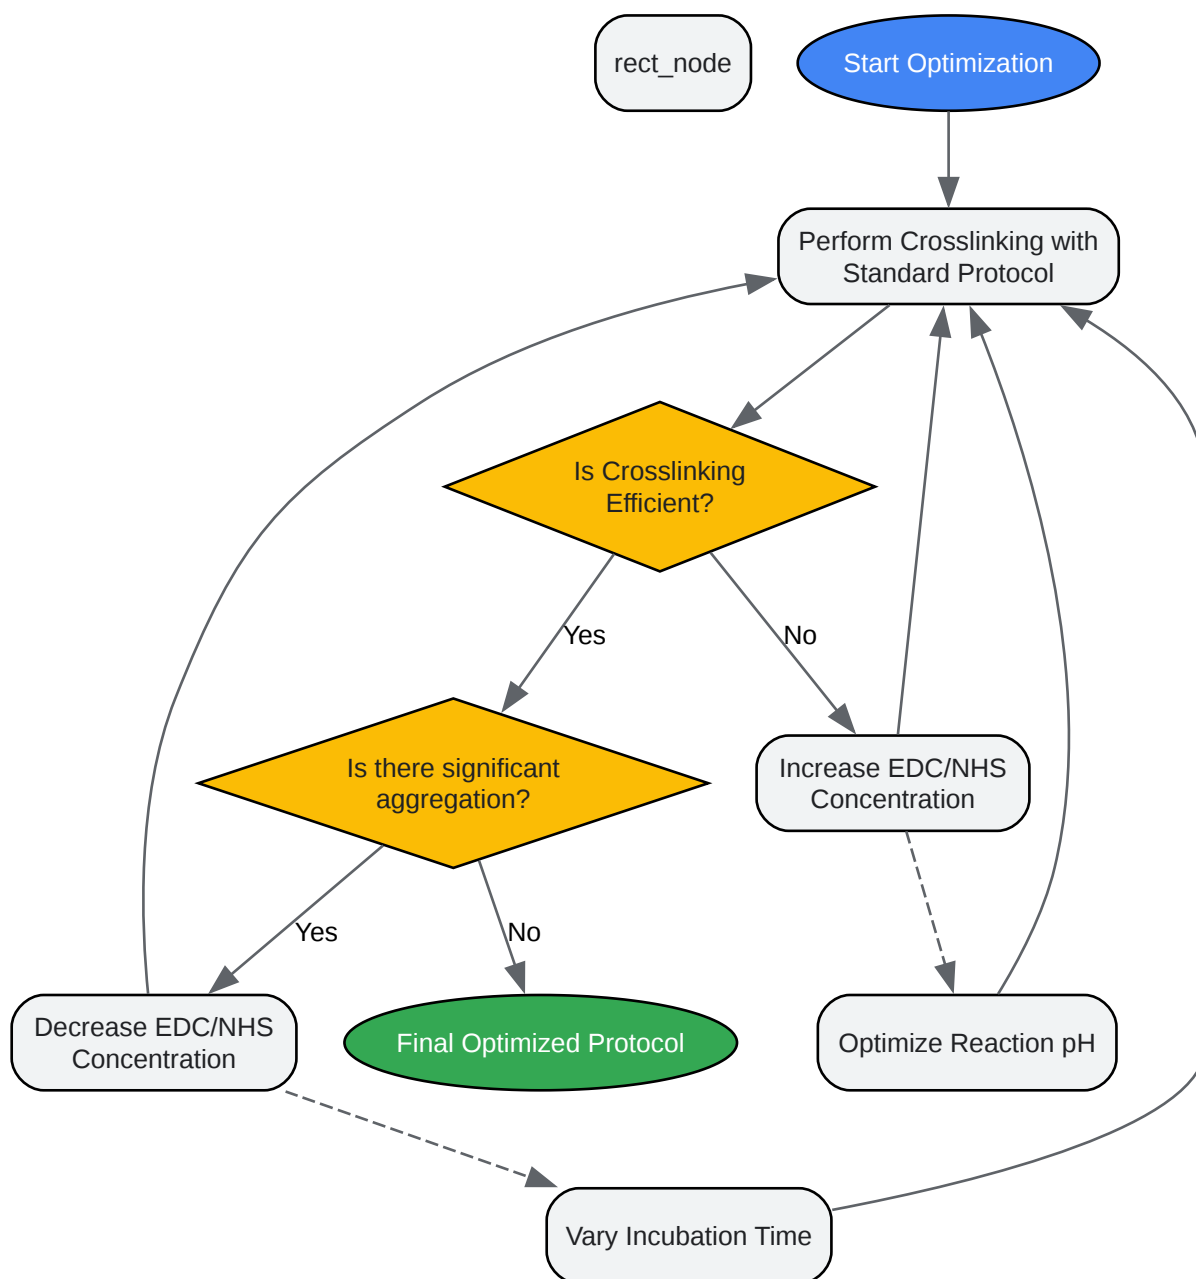 rect_node
Start Optimization
Perform Crosslinking with
Standard Protocol
Is Crosslinking
Efficient?
Yes
No
Is there significant
aggregation?
Increase EDC/NHS
Concentration
Yes
No
Decrease EDC/NHS
Concentration
Final Optimized Protocol
Optimize Reaction pH
Vary Incubation Time